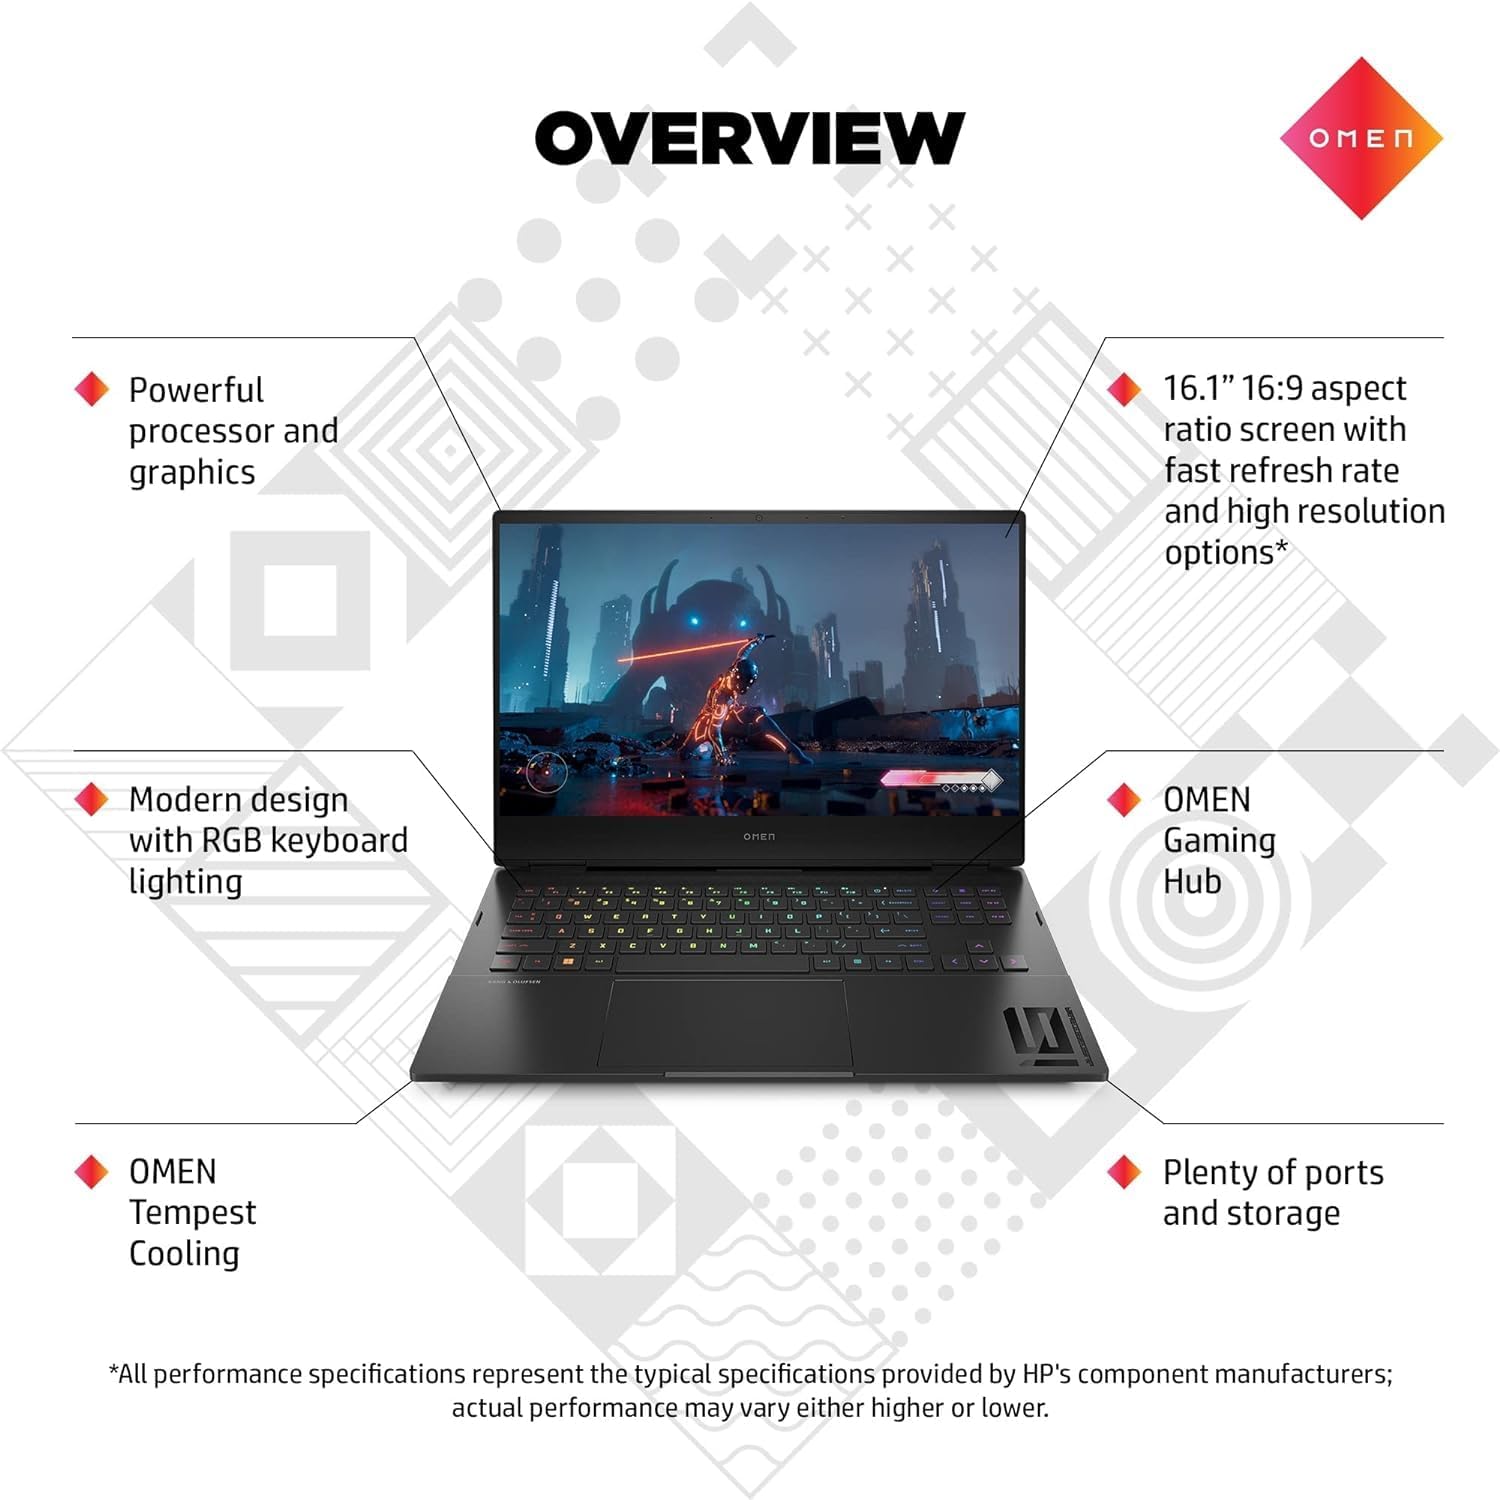 OVERVIEW
OMEN
Powerful
processor and
graphics
16.1” 16:9 aspect
ratio screen with
fast refresh rate
and high resolution
options*
Modern design
with RGB keyboard
lighting
OMEN
Gaming
Hub
OMEN
Q W E R T Y U I O P
A S D F G H J K L
Z X C V B N M
BANG & OLUFSEN
OMEN
Tempest
Cooling
Plenty of ports
and storage
*All performance specifications represent the typical specifications provided by HP's component manufacturers;
actual performance may vary either higher or lower.